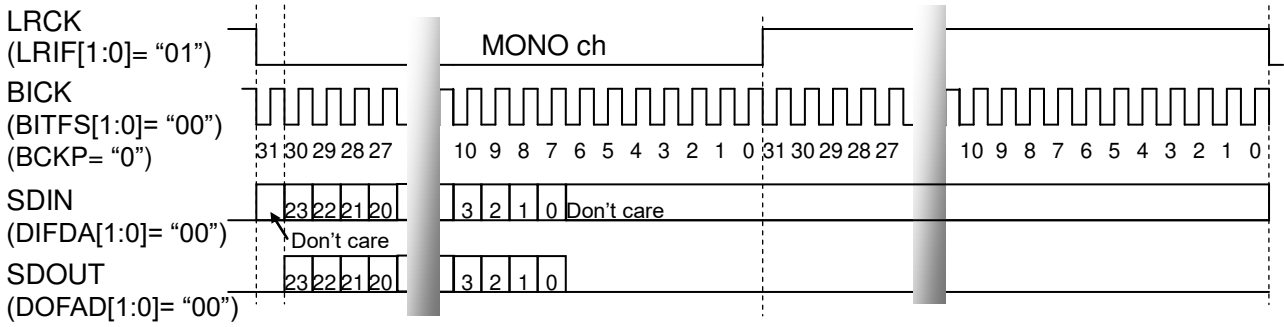 LRCK
(LRIF[1:0]= “01”)
MONO ch
BICK
(BITFS[1:0]= “00”)
(BCKP= “0”)
31 30 29 28 27 10 9 8 7 6 5 4 3 2 1 0 31 30 29 28 27 10 9 8 7 6 5 4 3 2 1 0
SDIN
(DIFDA[1:0]= “00”)
23 22 21 20 3 2 1 0 Don’t care
Don’t care
SDOUT
(DOFAD[1:0]= “00”)
23 22 21 20 3 2 1 0